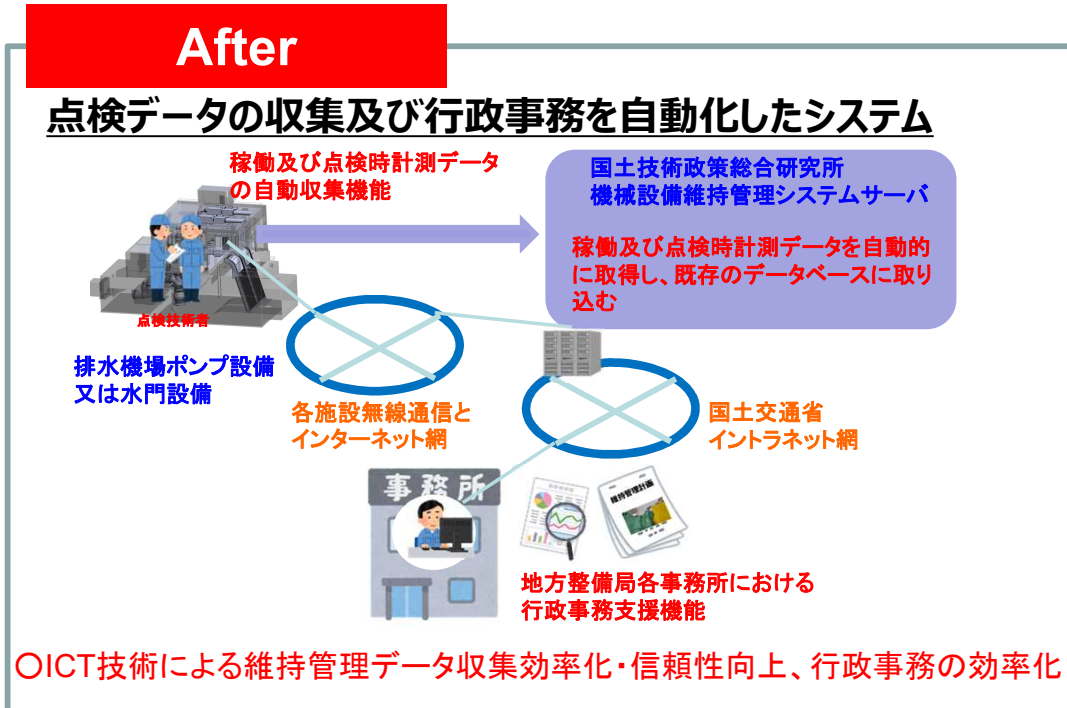 After
点検データの収集及び行政事務を自動化したシステム
稼働及び点検時計測データ
の自動収集機能
国土技術政策総合研究所
機械設備維持管理システムサーバ
稼働及び点検時計測データを自動的
に取得し、既存のデータベースに取り
込む
点検技術者
排水機場ポンプ設備
又は水門設備
各施設無線通信と
インターネット網
国土交通省
イントラネット網
事務所
維持管理計画
地方整備局各事務所における
行政事務支援機能
〇ICT技術による維持管理データ収集効率化・信頼性向上、行政事務の効率化